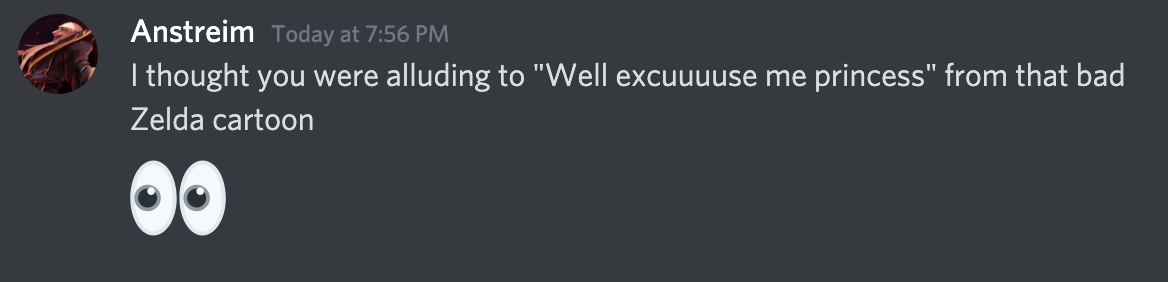 Anstreim Today at 7:56 PM
I thought you were alluding to "Well excuuuuse me princess" from that bad
Zelda cartoon